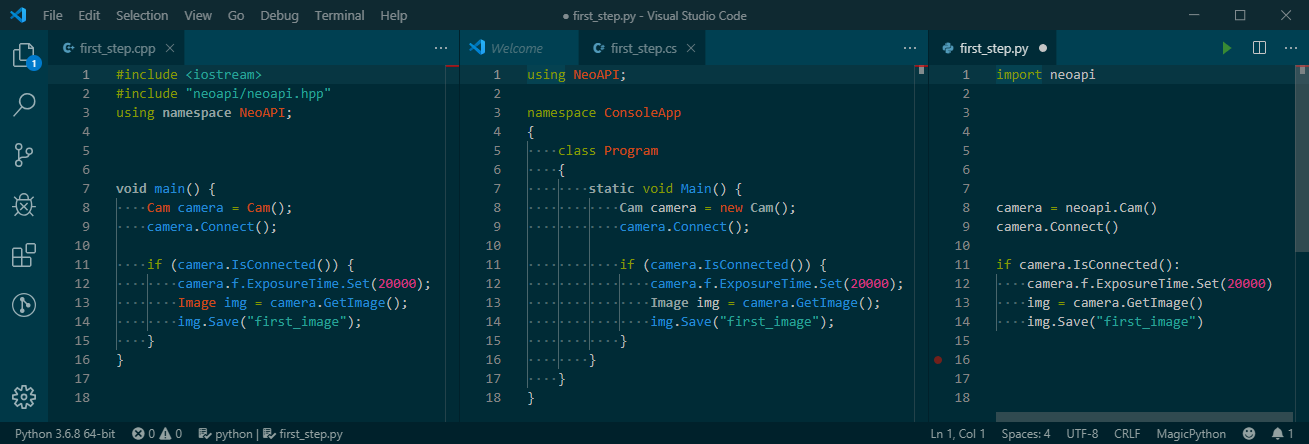 File Edit Selection View Go Debug Terminal Help ● first_step.py - Visual Studio Code
1
first_step.cpp ×
1 #include <iostream>
2 #include "neoapi/neoapi.hpp"
3 using namespace NeoAPI;
4
5
6
7 void main() {
8 Cam camera = Cam();
9 camera.Connect();
10
11 if (camera.IsConnected()) {
12 camera.f.ExposureTime.Set(20000);
13 Image img = camera.GetImage();
14 img.Save("first_image");
15 }
16 }
17
18
Welcome first_step.cs ×
1 using NeoAPI;
2
3 namespace ConsoleApp
4 {
5 class Program
6 {
7 static void Main() {
8 Cam camera = new Cam();
9 camera.Connect();
10
11 if (camera.IsConnected()) {
12 camera.f.ExposureTime.Set(20000);
13 Image img = camera.GetImage();
14 img.Save("first_image");
15 }
16 }
17 }
18 }
first_step.py ●
1 import neoapi
2
3
4
5
6
7
8 camera = neoapi.Cam()
9 camera.Connect()
10
11 if camera.IsConnected():
12 camera.f.ExposureTime.Set(20000)
13 img = camera.GetImage()
14 img.Save("first_image")
15
16
17
18
Python 3.6.8 64-bit 0 0 python | first_step.py Ln 1, Col 1 Spaces: 4 UTF-8 CRLF MagicPython 1